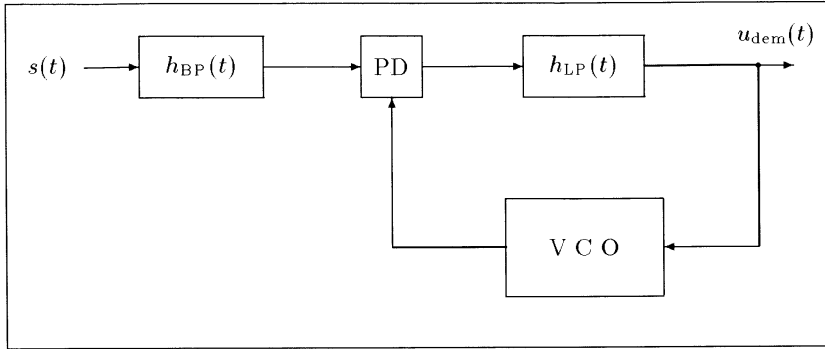 u_dem(t)
s(t)
h_BP(t)
PD
h_LP(t)
V C O